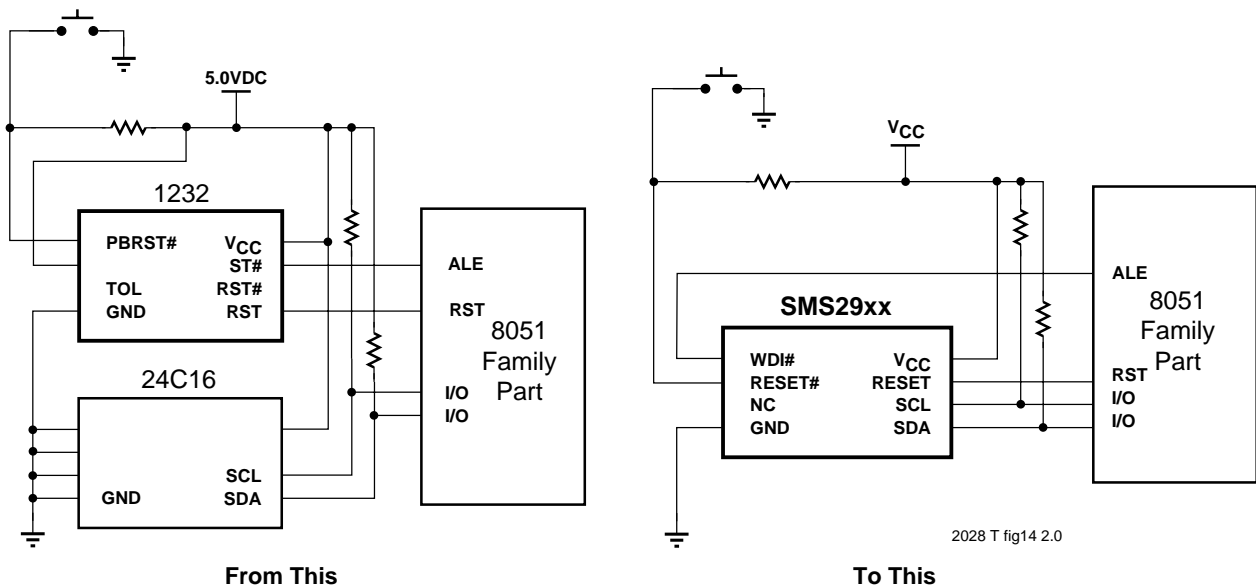 5.0VDC
1232
PBRST#
TOL
GND
VCC
ST#
RST#
RST
24C16
GND
SCL
SDA
ALE
RST
8051
Family
Part
I/O
I/O
From This
VCC
SMS29xx
WDI#
RESET#
NC
GND
VCC
RESET
SCL
SDA
ALE
8051
Family
Part
RST
I/O
I/O
2028 T fig14 2.0
To This